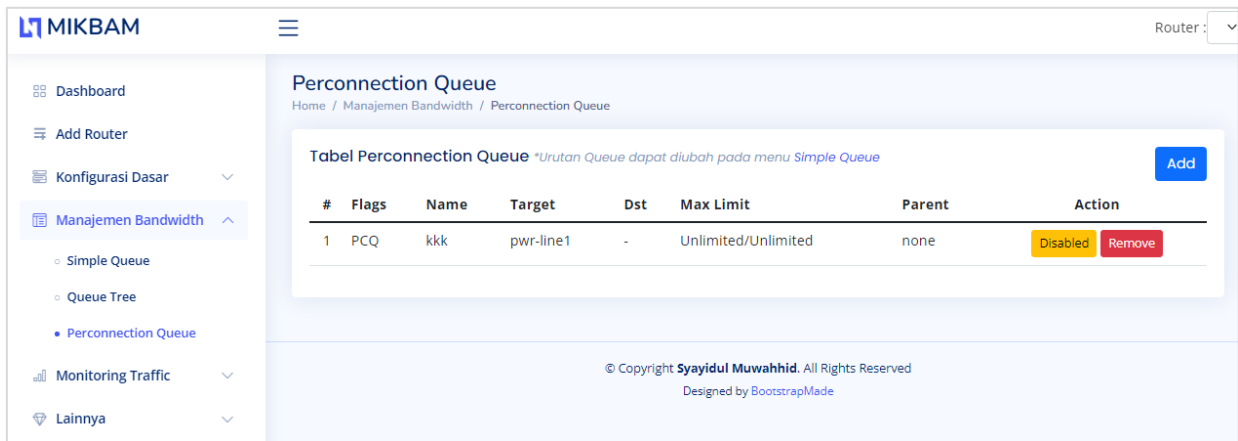 MIKBAM
Router :
Dashboard
Add Router
Konfigurasi Dasar
Manajemen Bandwidth
Simple Queue
Queue Tree
Perconnection Queue
Monitoring Traffic
Lainnya
Perconnection Queue
Home / Manajemen Bandwidth / Perconnection Queue
Tabel Perconnection Queue *Urutan Queue dapat diubah pada menu Simple Queue
Add
# Flags Name Target Dst Max Limit Parent Action
1 PCQ kkk pwr-line1 - Unlimited/Unlimited none Disabled Remove
© Copyright Syayidul Muwahhid. All Rights Reserved
Designed by BootstrapMade